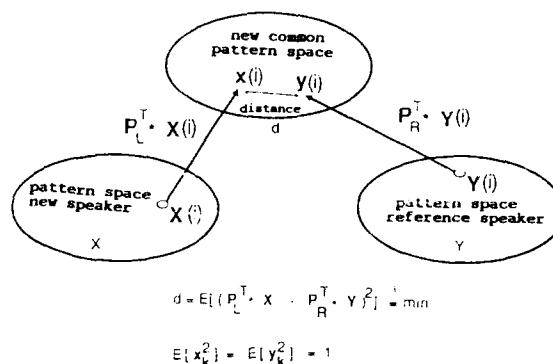 new common
pattern space
x(i) y(i)
distance
d
P_L^T · X(i)
P_R^T · Y(i)
pattern space
new speaker
X(i)
X
Y(i)
pattern space
reference speaker
Y
d = E[(P_L^T · X - P_R^T · Y)^2] = min
E[x_k^2] = E[y_k^2] = 1